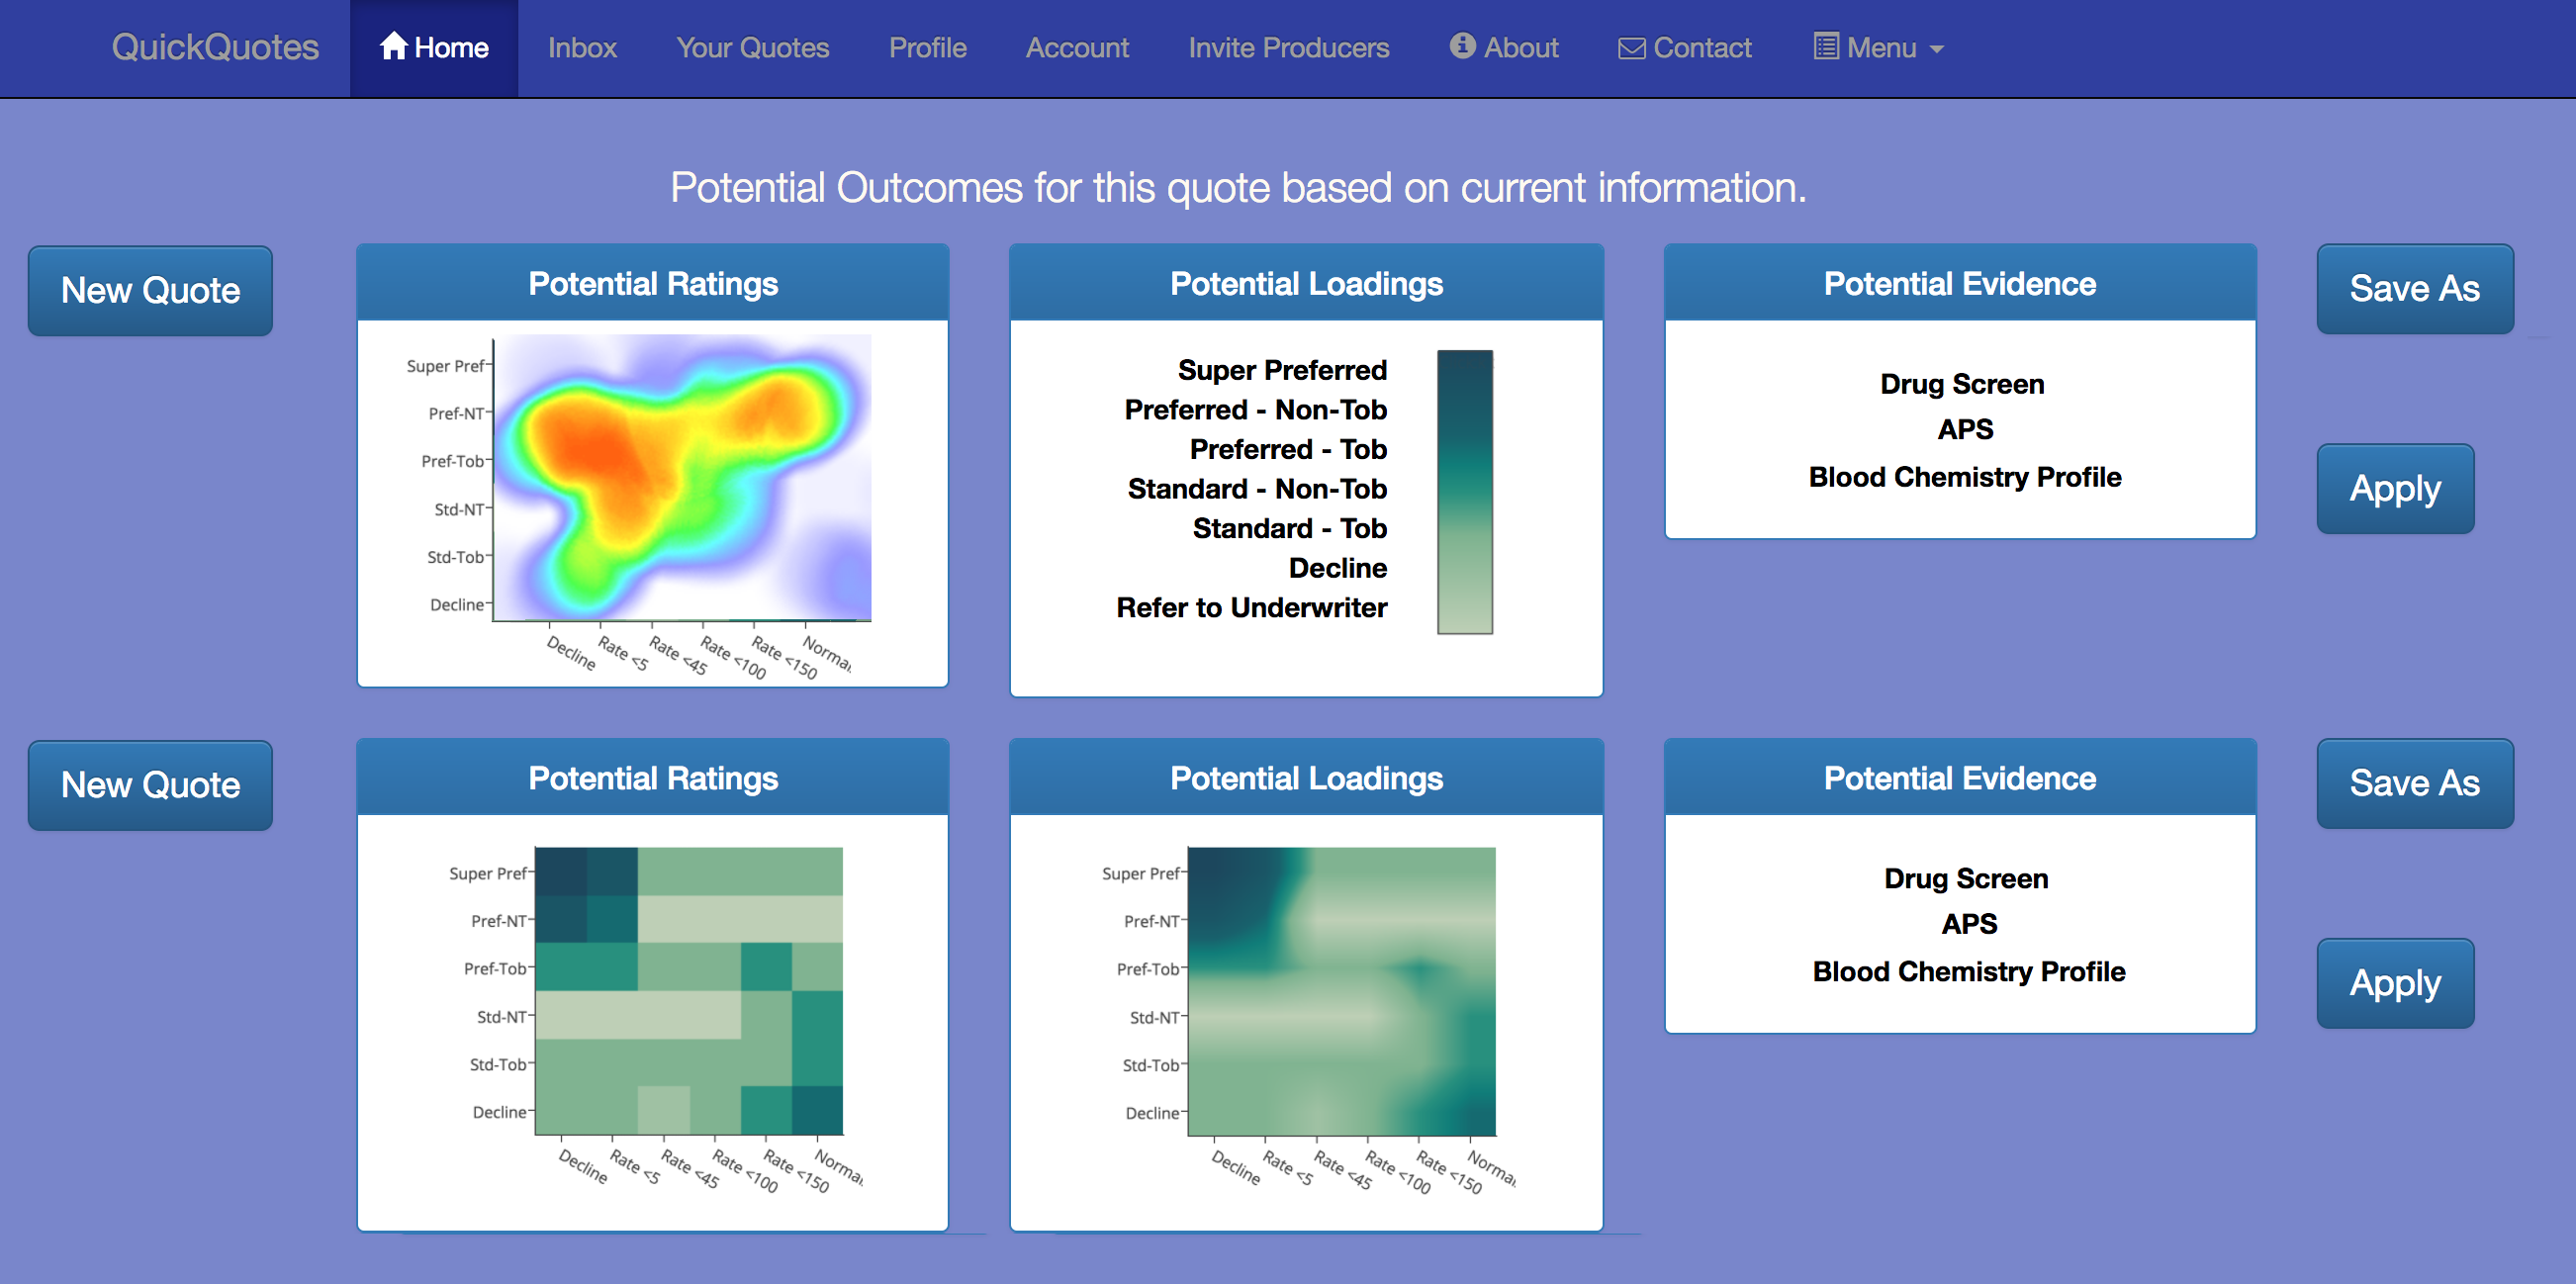 QuickQuotes Home Inbox Your Quotes Profile Account Invite Producers About Contact Menu
Potential Outcomes for this quote based on current information.
New Quote
Potential Ratings
Super Pref
Pref-NT
Pref-Tob
Std-NT
Std-Tob
Decline
Decline Rate <5 Rate <45 Rate <100 Rate <150 Normal
Potential Loadings
Super Preferred
Preferred - Non-Tob
Preferred - Tob
Standard - Non-Tob
Standard - Tob
Decline
Refer to Underwriter
Potential Evidence
Drug Screen
APS
Blood Chemistry Profile
Save As
Apply
New Quote
Potential Ratings
Super Pref
Pref-NT
Pref-Tob
Std-NT
Std-Tob
Decline
Decline Rate <5 Rate <45 Rate <100 Rate <150 Normal
Potential Loadings
Super Pref
Pref-NT
Pref-Tob
Std-NT
Std-Tob
Decline
Decline Rate <5 Rate <45 Rate <100 Rate <150 Normal
Potential Evidence
Drug Screen
APS
Blood Chemistry Profile
Save As
Apply